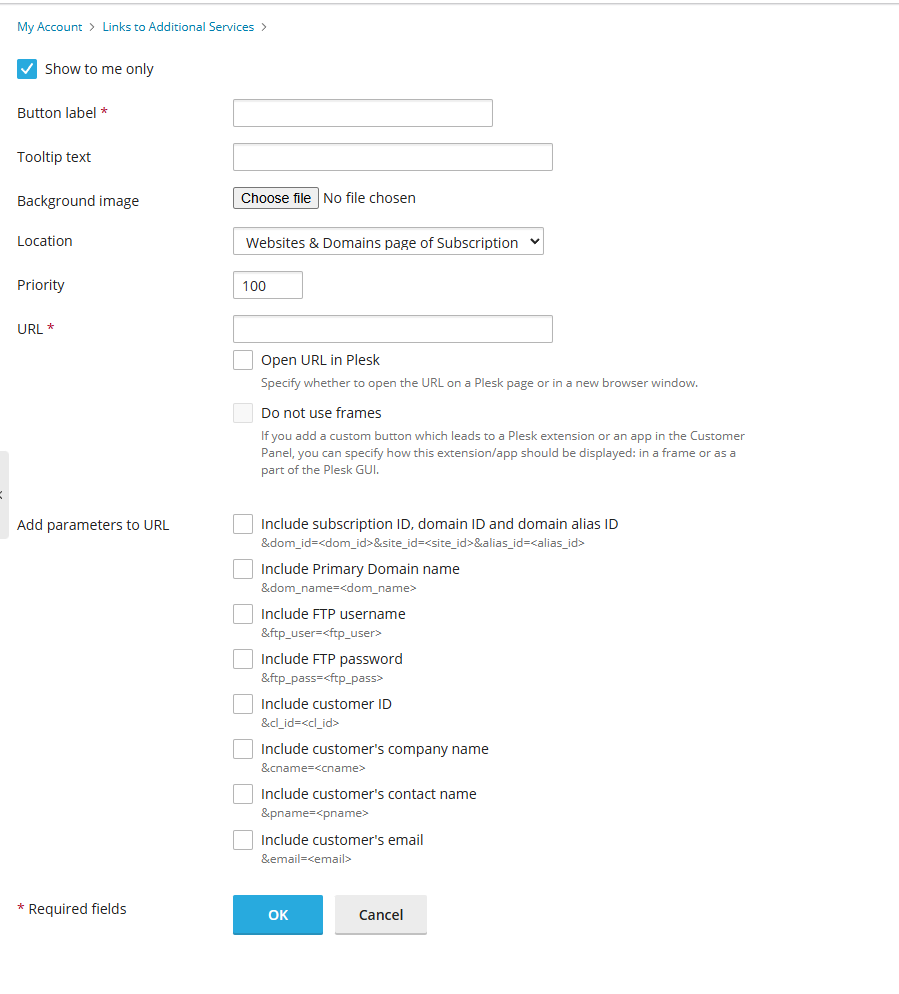 My Account > Links to Additional Services >
Show to me only
Button label *
Tooltip text
Background image Choose file No file chosen
Location Websites & Domains page of Subscription
Priority 100
URL *
Open URL in Plesk
Specify whether to open the URL on a Plesk page or in a new browser window.
Do not use frames
If you add a custom button which leads to a Plesk extension or an app in the Customer
Panel, you can specify how this extension/app should be displayed: in a frame or as a
part of the Plesk GUI.
Add parameters to URL Include subscription ID, domain ID and domain alias ID
&dom_id=<dom_id>&site_id=<site_id>&alias_id=<alias_id>
Include Primary Domain name
&dom_name=<dom_name>
Include FTP username
&ftp_user=<ftp_user>
Include FTP password
&ftp_pass=<ftp_pass>
Include customer ID
&cl_id=<cl_id>
Include customer's company name
&cname=<cname>
Include customer's contact name
&pname=<pname>
Include customer's email
&email=<email>
* Required fields OK Cancel